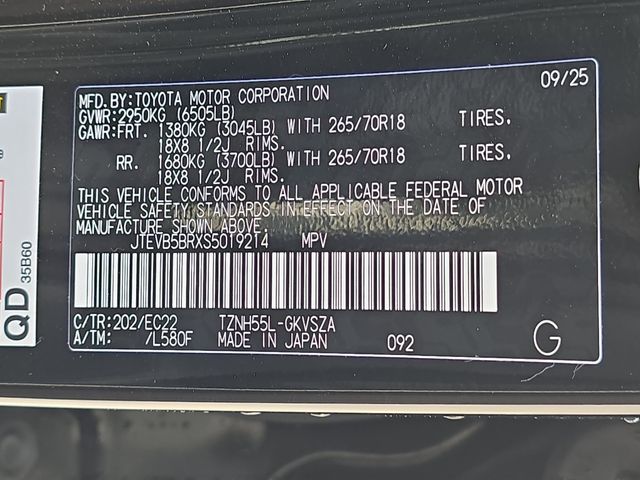 09/25
MFD.BY:TOYOTA MOTOR CORPORATION
GVWR:2950KG (6505LB)
GAWR:FRT. 1380KG (3045LB) WITH 265/70R18 TIRES.
18X8 1/2J RIMS.
RR. 1680KG (3700LB) WITH 265/70R18 TIRES.
18X8 1/2J RIMS.
THIS VEHICLE CONFORMS TO ALL APPLICABLE FEDERAL MOTOR
VEHICLE SAFETY STANDARDS IN EFFECT ON THE DATE OF
MANUFACTURE SHOWN ABOVE.
JTEVB5BRXS5019214 MPV
C/TR:202/EC22 TZNH55L-GKVSZA
A/TM: /L580F MADE IN JAPAN 092
G
QD
35B60